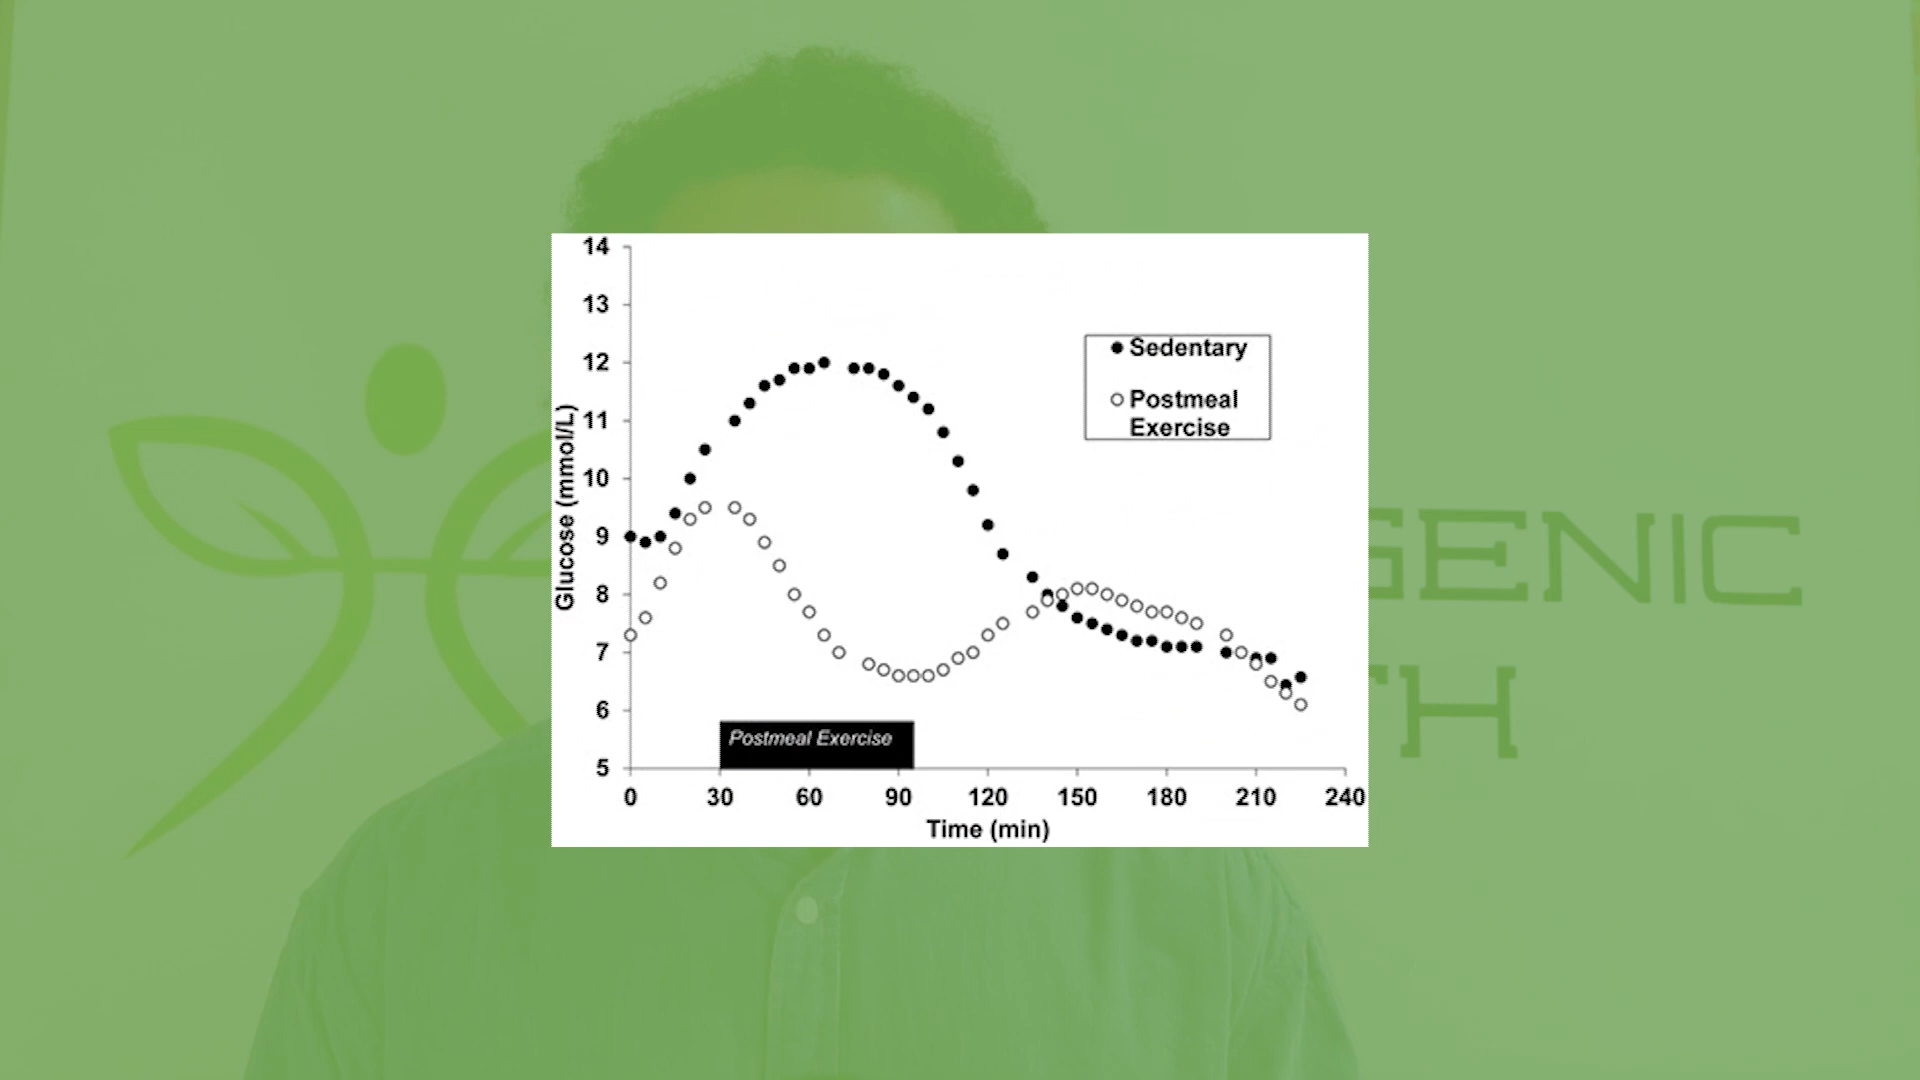 14
13
12
11
10
9
8
7
6
5
Glucose (mmol/L)
Sedentary
Postmeal
Exercise
Postmeal Exercise
0 30 60 90 120 150 180 210 240
Time (min)
GENIC
TH